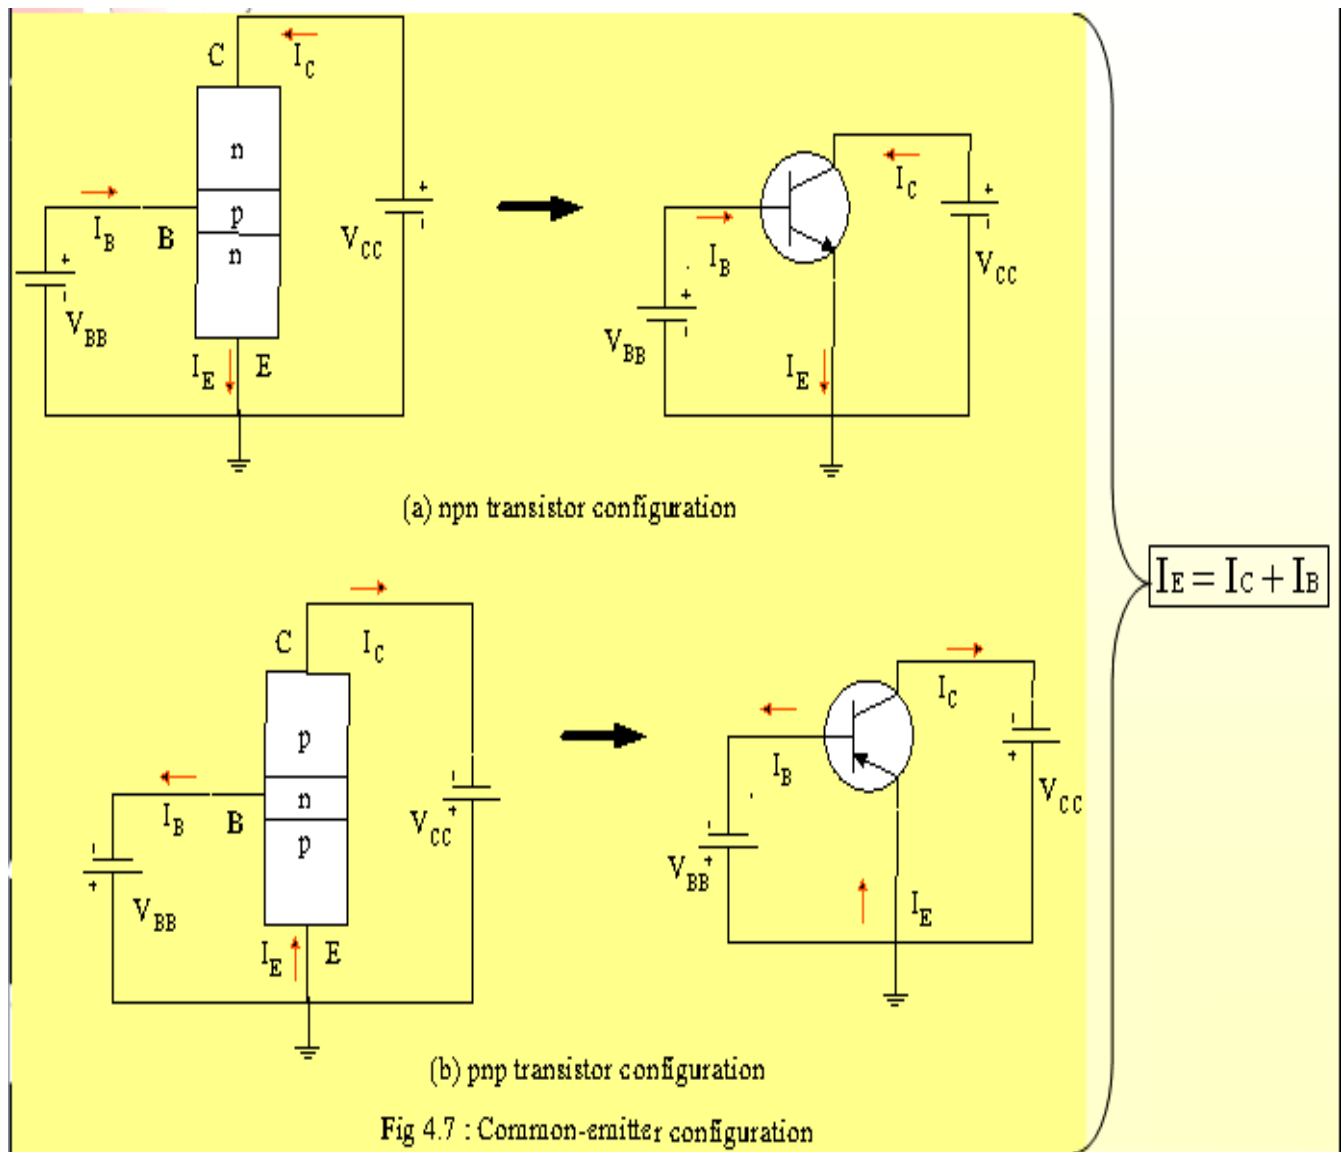 C
I_C
n
I_B
B
p
n
V_CC
V_BB
I_E
E
+
-
+
-
I_C
I_B
V_CC
V_BB
I_E
+
-
+
-
(a) npn transistor configuration
I_E = I_C + I_B
C
I_C
p
I_B
B
n
p
V_CC
V_BB
I_E
E
-
+
-
+
I_C
I_B
V_CC
V_BB
I_E
-
+
-
+
(b) pnp transistor configuration
Fig 4.7 : Common-emitter configuration